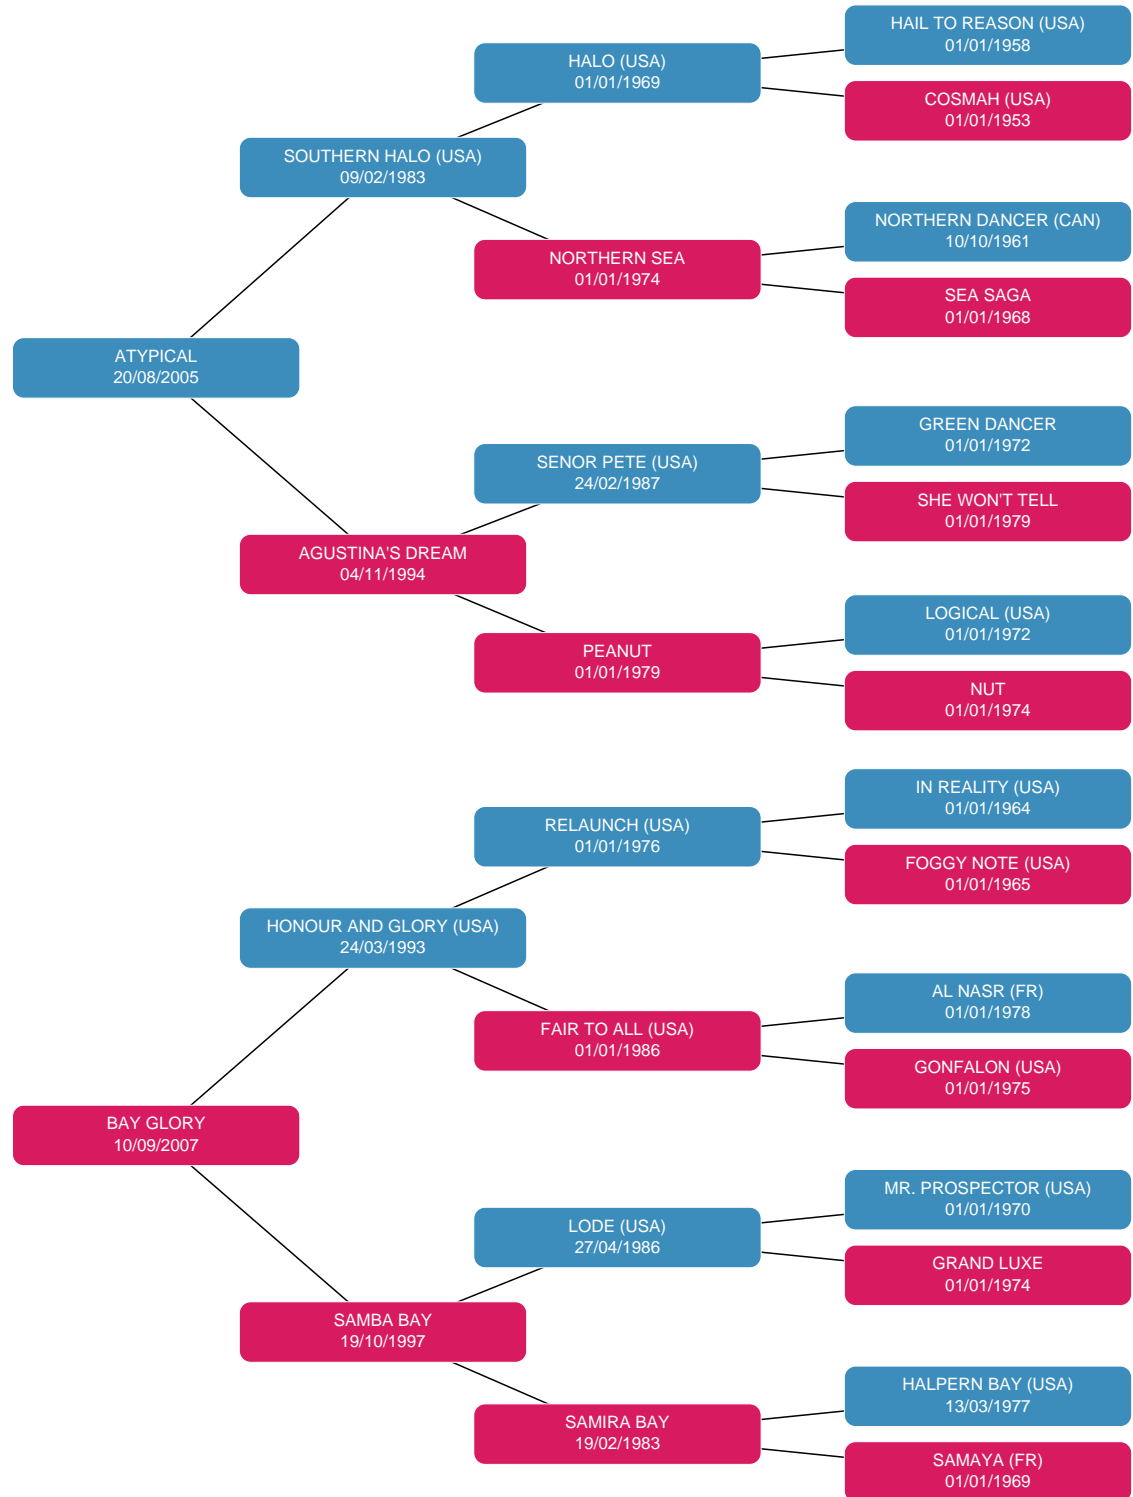 HAIL TO REASON (USA)
01/01/1958
HALO (USA)
01/01/1969
COSMAH (USA)
01/01/1953
SOUTHERN HALO (USA)
09/02/1983
NORTHERN DANCER (CAN)
10/10/1961
NORTHERN SEA
01/01/1974
SEA SAGA
01/01/1968
ATYPICAL
20/08/2005
GREEN DANCER
01/01/1972
SENOR PETE (USA)
24/02/1987
SHE WON'T TELL
01/01/1979
AGUSTINA'S DREAM
04/11/1994
LOGICAL (USA)
01/01/1972
PEANUT
01/01/1979
NUT
01/01/1974
IN REALITY (USA)
01/01/1964
RELAUNCH (USA)
01/01/1976
FOGGY NOTE (USA)
01/01/1965
HONOUR AND GLORY (USA)
24/03/1993
AL NASR (FR)
01/01/1978
FAIR TO ALL (USA)
01/01/1986
GONFALON (USA)
01/01/1975
BAY GLORY
10/09/2007
MR. PROSPECTOR (USA)
01/01/1970
LODE (USA)
27/04/1986
GRAND LUXE
01/01/1974
SAMBA BAY
19/10/1997
HALPERN BAY (USA)
13/03/1977
SAMIRA BAY
19/02/1983
SAMAYA (FR)
01/01/1969